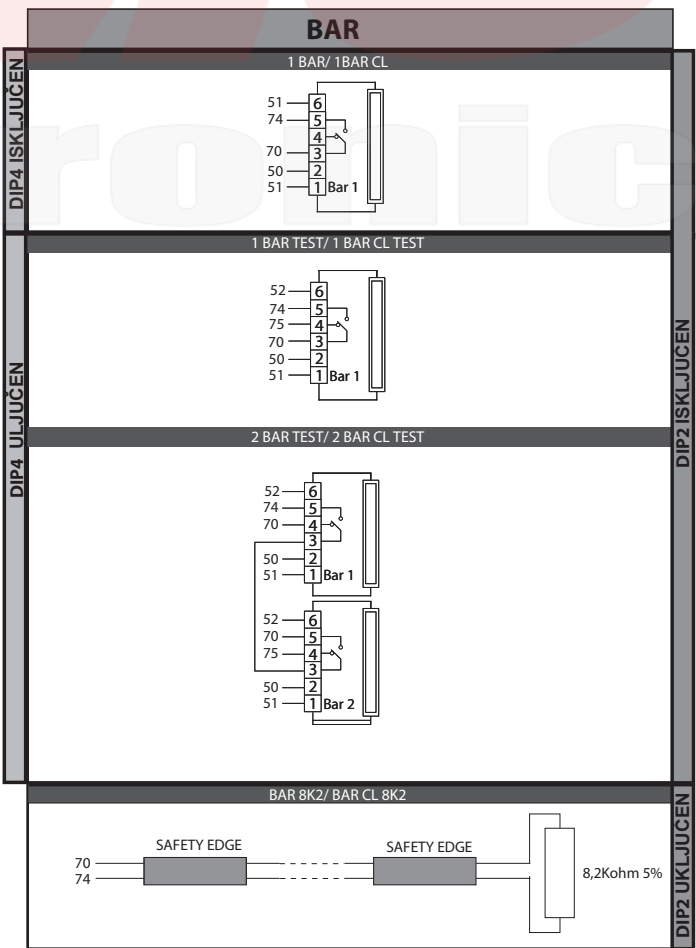 BAR
1 BAR/ 1BAR CL
DIP4 ISKLJUČEN
51 6
74 5
4
70 3
50 2
51 1 Bar 1
ronic
1 BAR TEST/ 1 BAR CL TEST
DIP4 ULJUČEN
DIP2 ISKLJUČEN
52 6
74 5
75 4
70 3
50 2
51 1 Bar 1
2 BAR TEST/ 2 BAR CL TEST
52 6
74 5
70 4
3
50 2
51 1 Bar 1
52 6
70 5
75 4
3
50 2
51 1 Bar 2
BAR 8K2/ BAR CL 8K2
DIP2 UKLJUČEN
SAFETY EDGE SAFETY EDGE
70
74
8,2Kohm 5%